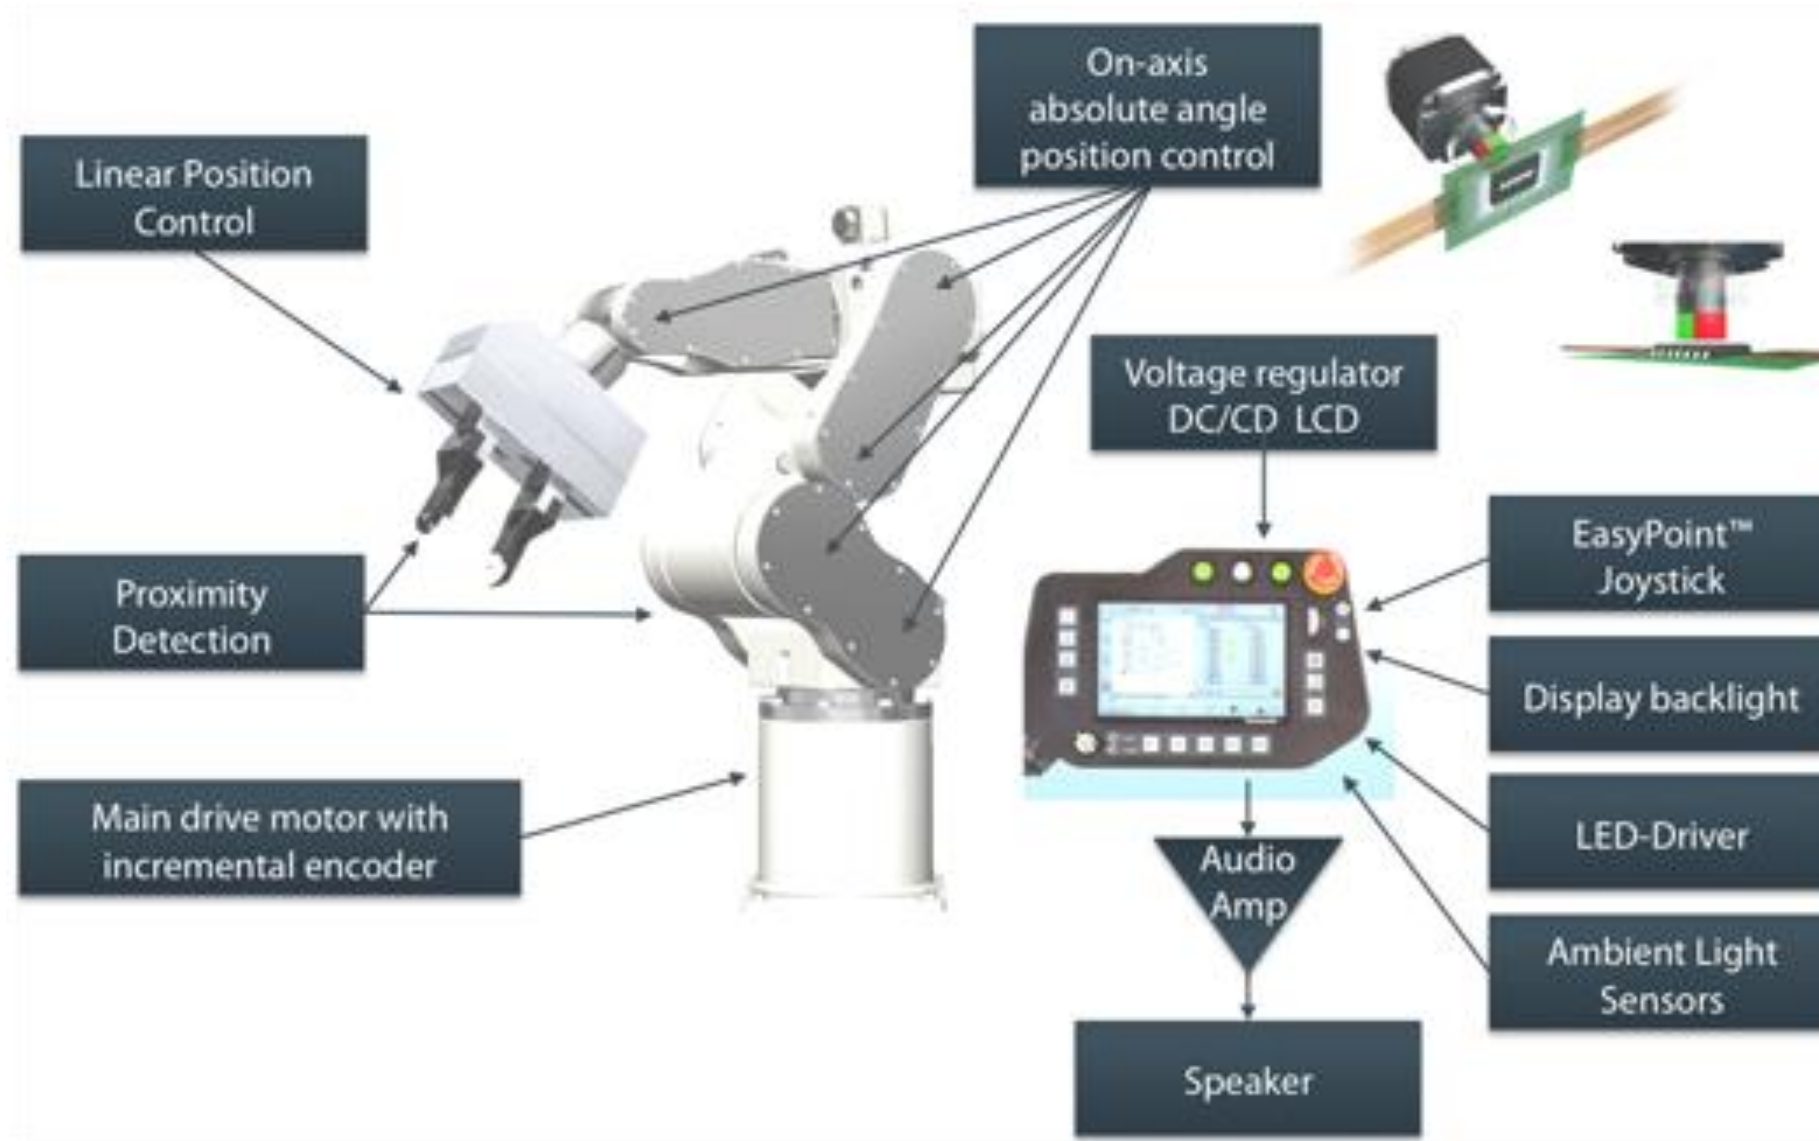 On-axis
absolute angle
position control
Linear Position
Control
Voltage regulator
DC/CD LCD
EasyPoint™
Joystick
Proximity
Detection
Display backlight
Main drive motor with
incremental encoder
LED-Driver
Audio
Amp
Ambient Light
Sensors
Speaker